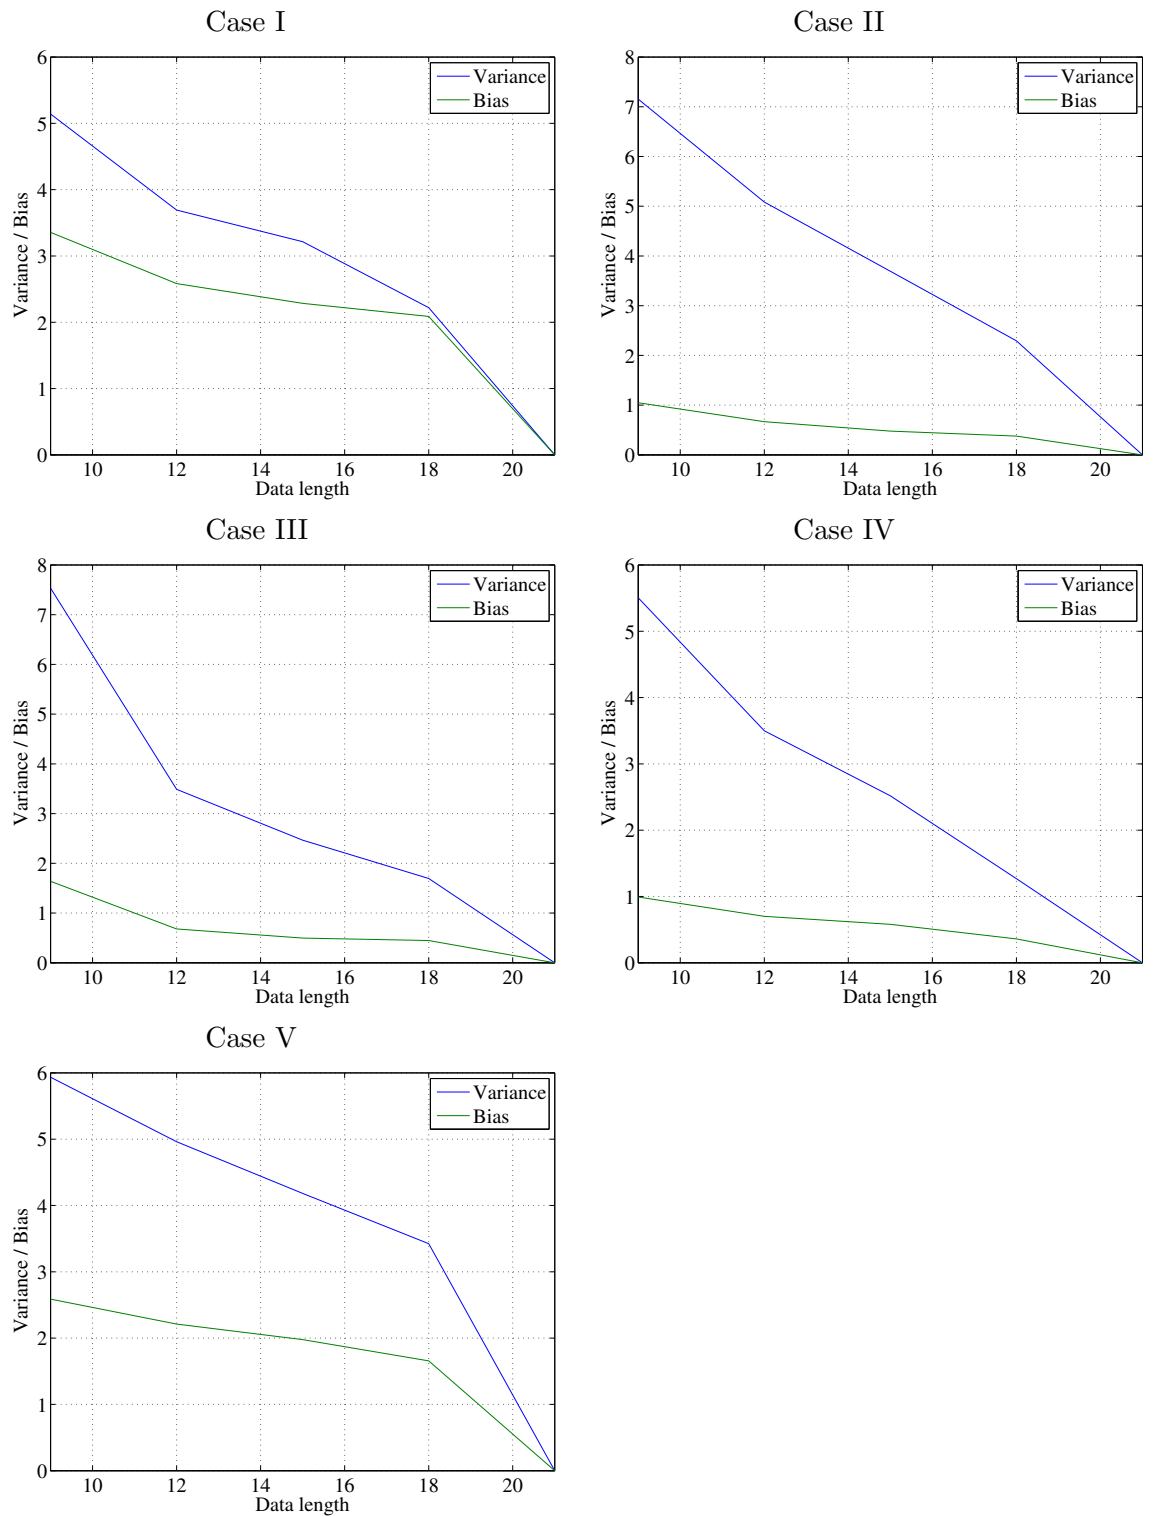 Case I
6
5
4
3
2
1
0
Variance / Bias
Variance
Bias
10 12 14 16 18 20
Data length
Case II
8
7
6
5
4
3
2
1
0
Variance / Bias
Variance
Bias
10 12 14 16 18 20
Data length
Case III
8
7
6
5
4
3
2
1
0
Variance / Bias
Variance
Bias
10 12 14 16 18 20
Data length
Case IV
6
5
4
3
2
1
0
Variance / Bias
Variance
Bias
10 12 14 16 18 20
Data length
Case V
6
5
4
3
2
1
0
Variance / Bias
Variance
Bias
10 12 14 16 18 20
Data length